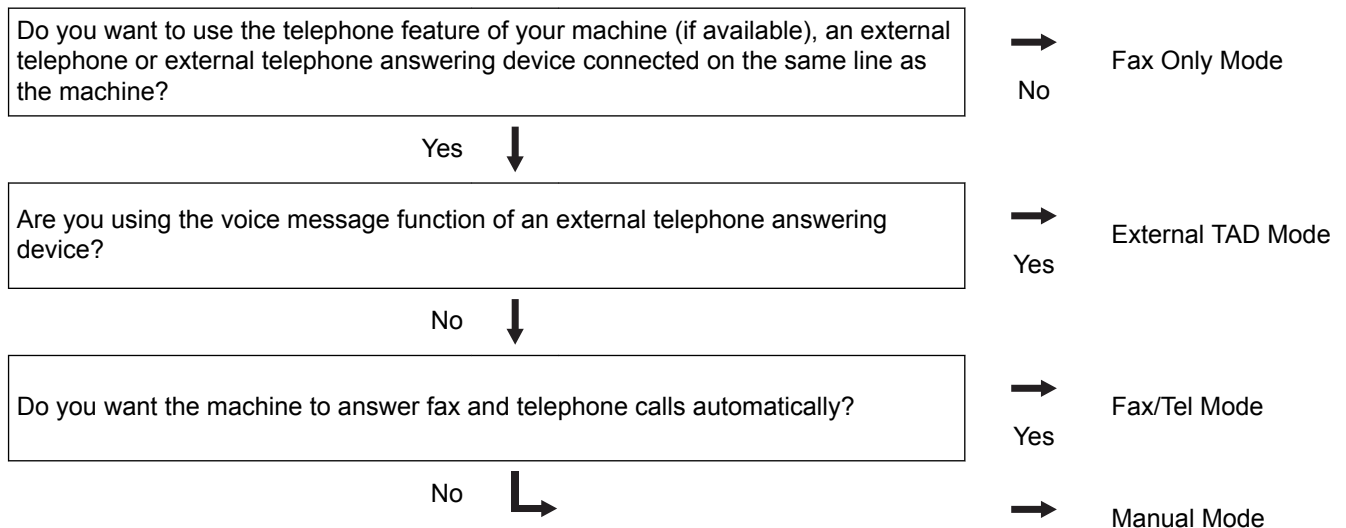 Do you want to use the telephone feature of your machine (if available), an external
telephone or external telephone answering device connected on the same line as
the machine?
No
Fax Only Mode
Yes
Are you using the voice message function of an external telephone answering
device?
Yes
External TAD Mode
No
Do you want the machine to answer fax and telephone calls automatically?
Yes
Fax/Tel Mode
No
Manual Mode